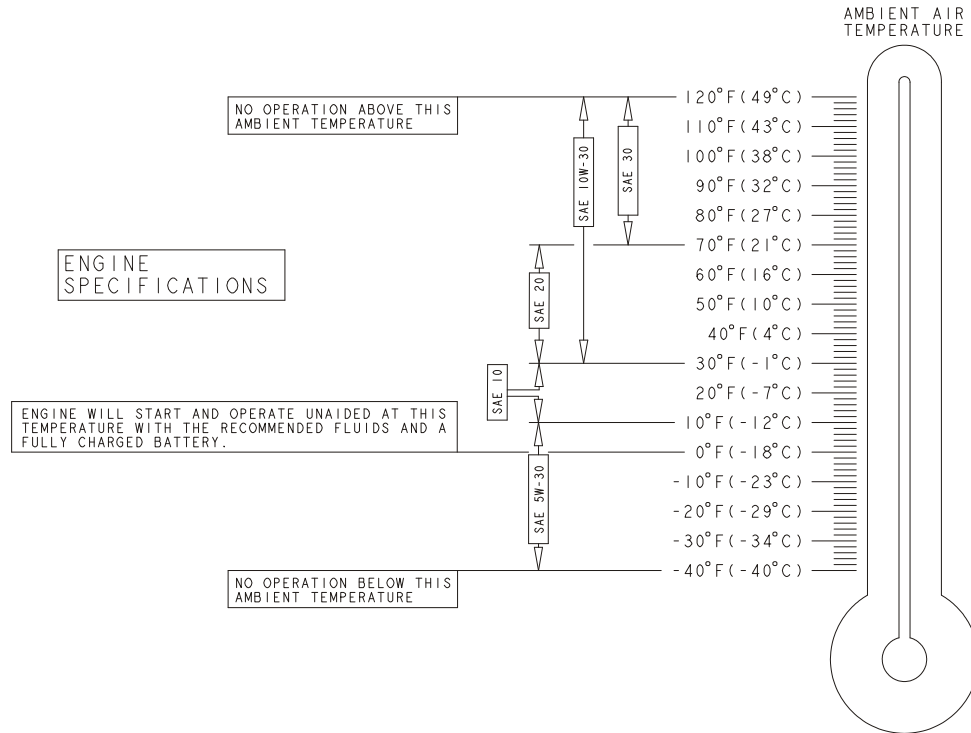 AMBIENT AIR
TEMPERATURE
NO OPERATION ABOVE THIS
AMBIENT TEMPERATURE
120°F(49°C)
110°F(43°C)
100°F(38°C)
90°F(32°C)
80°F(27°C)
70°F(21°C)
60°F(16°C)
50°F(10°C)
40°F(4°C)
30°F(-1°C)
20°F(-7°C)
10°F(-12°C)
0°F(-18°C)
-10°F(-23°C)
-20°F(-29°C)
-30°F(-34°C)
-40°F(-40°C)
SAE 10W-30
SAE 30
ENGINE
SPECIFICATIONS
SAE 20
SAE 10
ENGINE WILL START AND OPERATE UNAIDED AT THIS
TEMPERATURE WITH THE RECOMMENDED FLUIDS AND A
FULLY CHARGED BATTERY.
SAE 5W-30
NO OPERATION BELOW THIS
AMBIENT TEMPERATURE